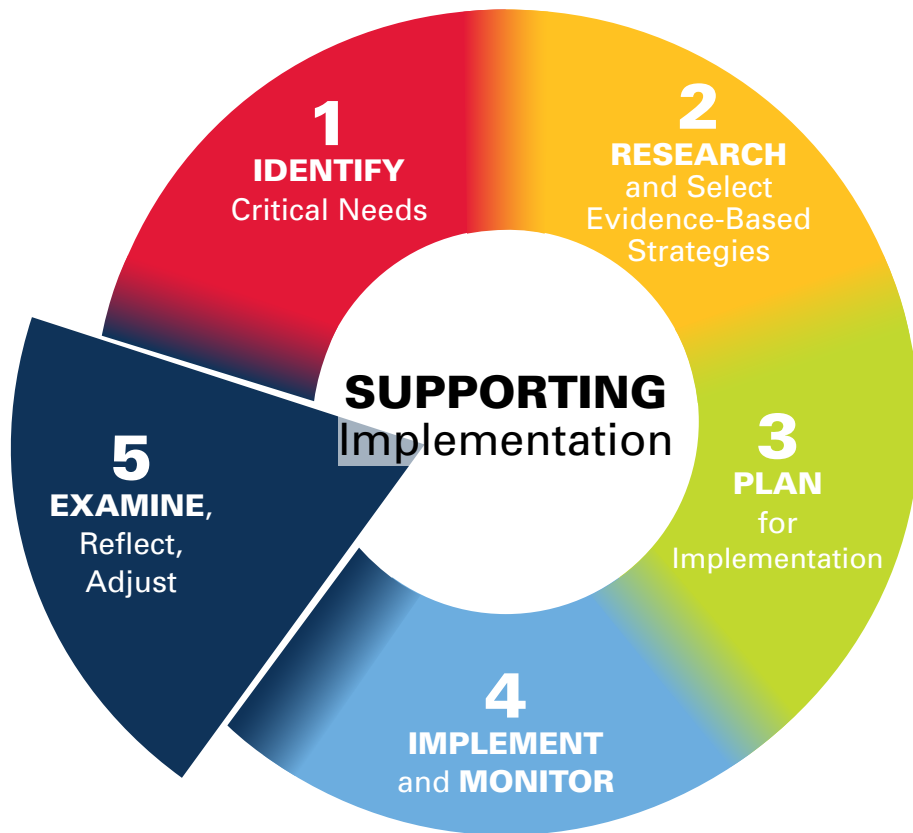 1
IDENTIFY
Critical Needs
2
RESEARCH
and Select
Evidence-Based
Strategies
3
PLAN
for
Implementation
4
IMPLEMENT
and MONITOR
5
EXAMINE,
Reflect,
Adjust
SUPPORTING
Implementation